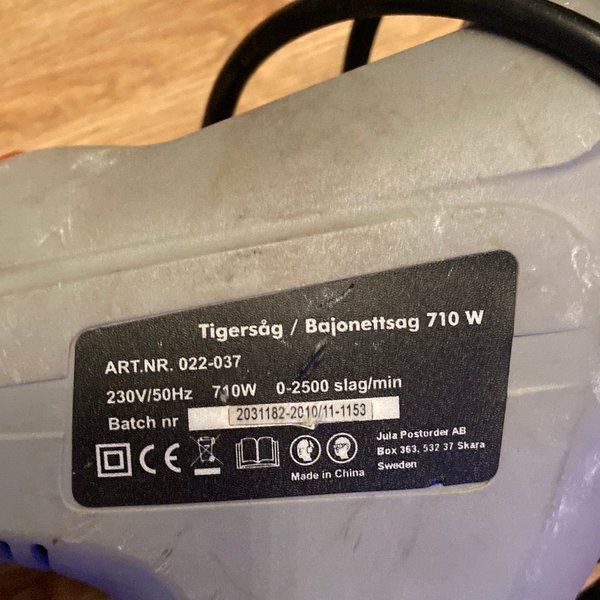 Tigersåg / Bajonettsag 710 W
ART.NR. 022-037
230V/50Hz 710W 0-2500 slag/min
Batch nr 2031182-2010/11-1153
CE
Made in China
Jula Postorder AB
Box 363, 532 37 Skara
Sweden